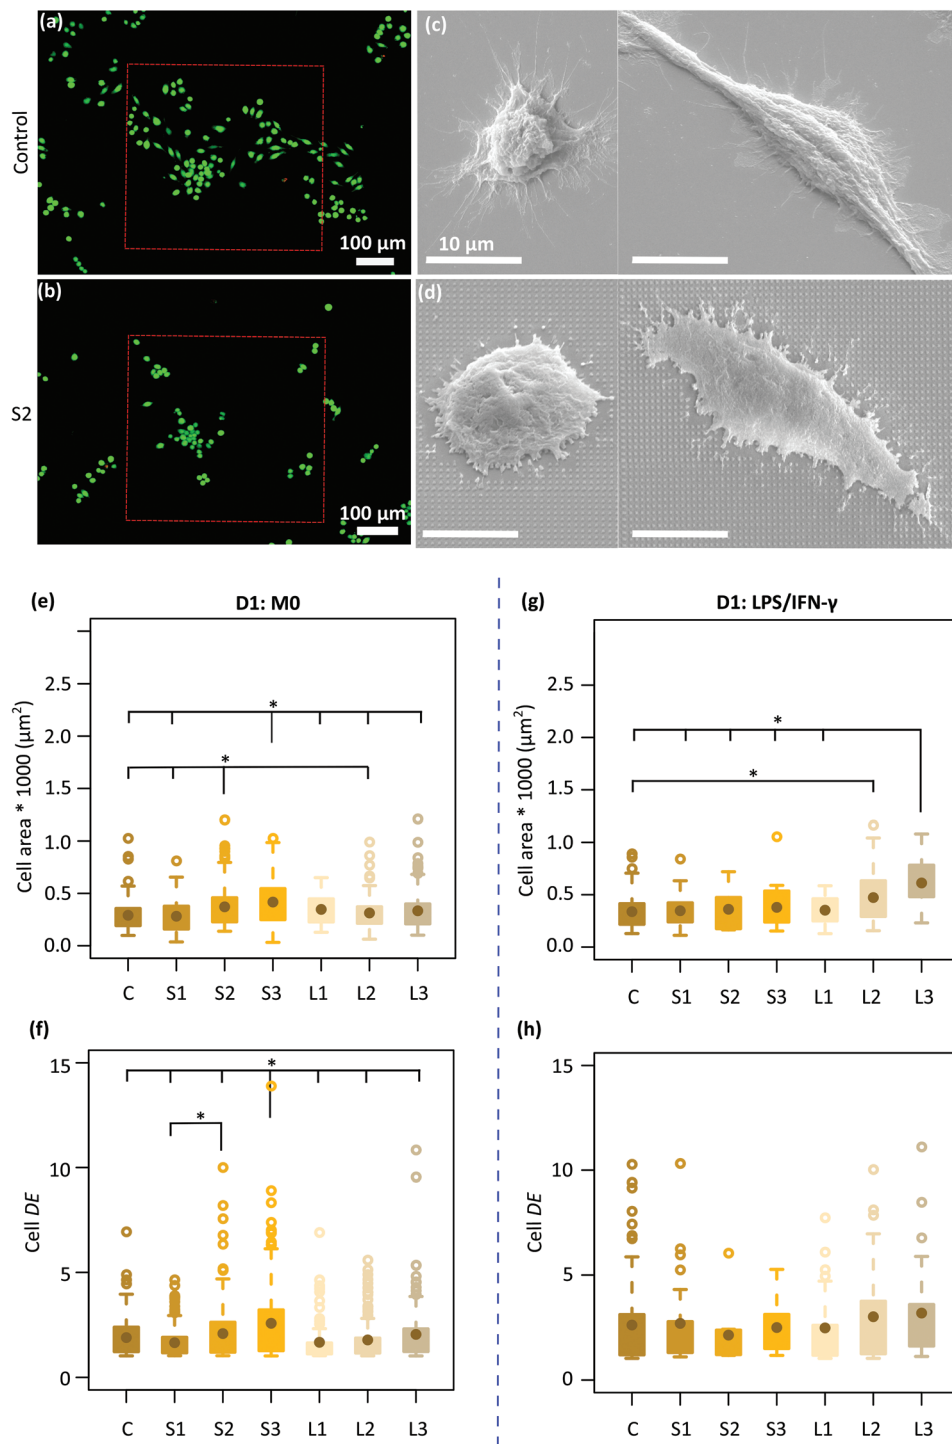 (a)
Control
100 μm
(c)
10 μm
(b)
S2
100 μm
(d)
(e)
D1: M0
Cell area * 1000 (μm²)
2.5
2.0
1.5
1.0
0.5
0.0
*
*
C S1 S2 S3 L1 L2 L3
(g)
D1: LPS/IFN-γ
Cell area * 1000 (μm²)
2.5
2.0
1.5
1.0
0.5
0.0
*
*
C S1 S2 S3 L1 L2 L3
(f)
Cell DE
15
10
5
0
*
*
C S1 S2 S3 L1 L2 L3
(h)
Cell DE
15
10
5
0
C S1 S2 S3 L1 L2 L3